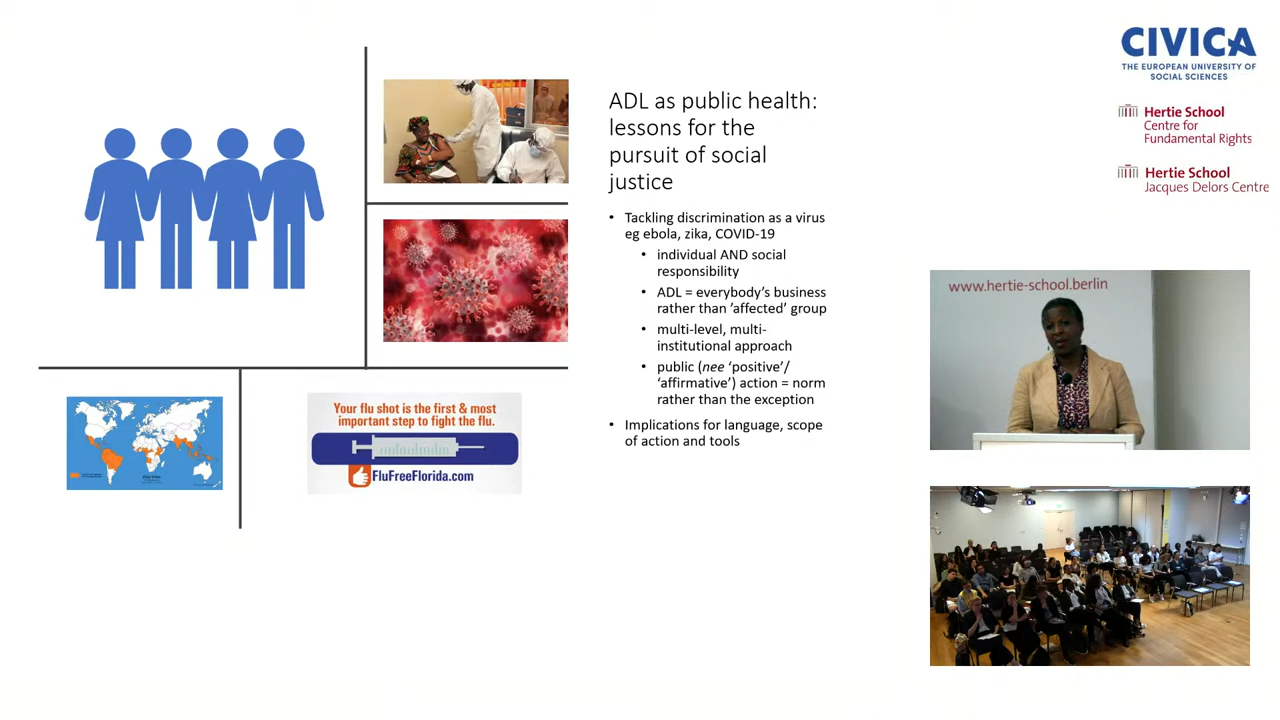 CIVICA
THE EUROPEAN UNIVERSITY OF
SOCIAL SCIENCES
Hertie School
Centre for
Fundamental Rights
Hertie School
Jacques Delors Centre
ADL as public health:
lessons for the
pursuit of social
justice
• Tackling discrimination as a virus
eg ebola, zika, COVID-19
• individual AND social
responsibility
• ADL = everybody's business
rather than 'affected' group
• multi-level, multi-
institutional approach
• public (nee 'positive'/
'affirmative') action = norm
rather than the exception
• Implications for language, scope
of action and tools
Your flu shot is the first & most
important step to fight the flu.
FluFreeFlorida.com
www.hertie-school.berlin